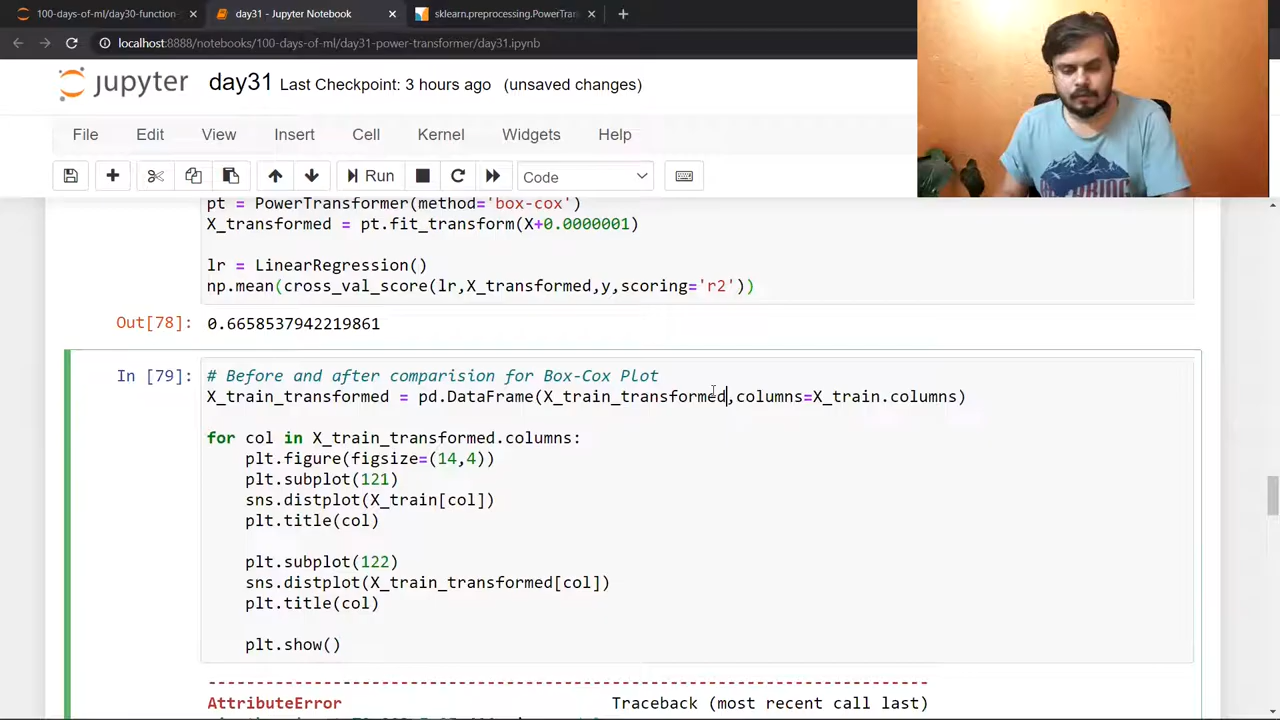 100-days-of-ml/day30-function-
day31 - Jupyter Notebook
sklearn.preprocessing.PowerTran
localhost:8888/notebooks/100-days-of-ml/day31-power-transformer/day31.ipynb
jupyter day31 Last Checkpoint: 3 hours ago (unsaved changes)
File Edit View Insert Cell Kernel Widgets Help
Run Code
pt = PowerTransformer(method='box-cox')
X_transformed = pt.fit_transform(X+0.0000001)
lr = LinearRegression()
np.mean(cross_val_score(lr,X_transformed,y,scoring='r2'))
Out[78]: 0.6658537942219861
In [79]: # Before and after comparision for Box-Cox Plot
X_train_transformed = pd.DataFrame(X_train_transformed,columns=X_train.columns)
for col in X_train_transformed.columns:
plt.figure(figsize=(14,4))
plt.subplot(121)
sns.distplot(X_train[col])
plt.title(col)
plt.subplot(122)
sns.distplot(X_train_transformed[col])
plt.title(col)
plt.show()
---------------------------------------------------------------------------
AttributeError Traceback (most recent call last)